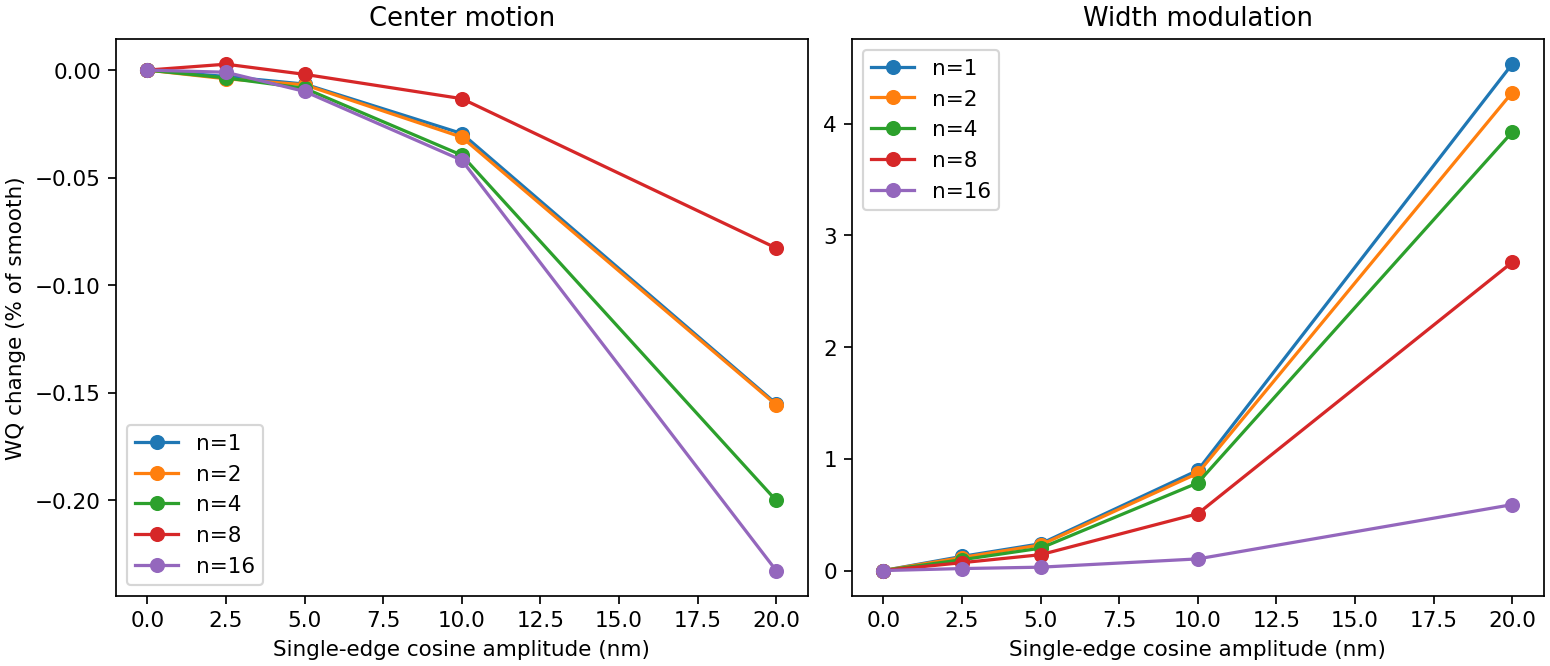 Center motion
WQ change (% of smooth)
0.00
−0.05
−0.10
−0.15
−0.20
n=1
n=2
n=4
n=8
n=16
0.0 2.5 5.0 7.5 10.0 12.5 15.0 17.5 20.0
Single-edge cosine amplitude (nm)
Width modulation
n=1
n=2
n=4
n=8
n=16
4
3
2
1
0
0.0 2.5 5.0 7.5 10.0 12.5 15.0 17.5 20.0
Single-edge cosine amplitude (nm)